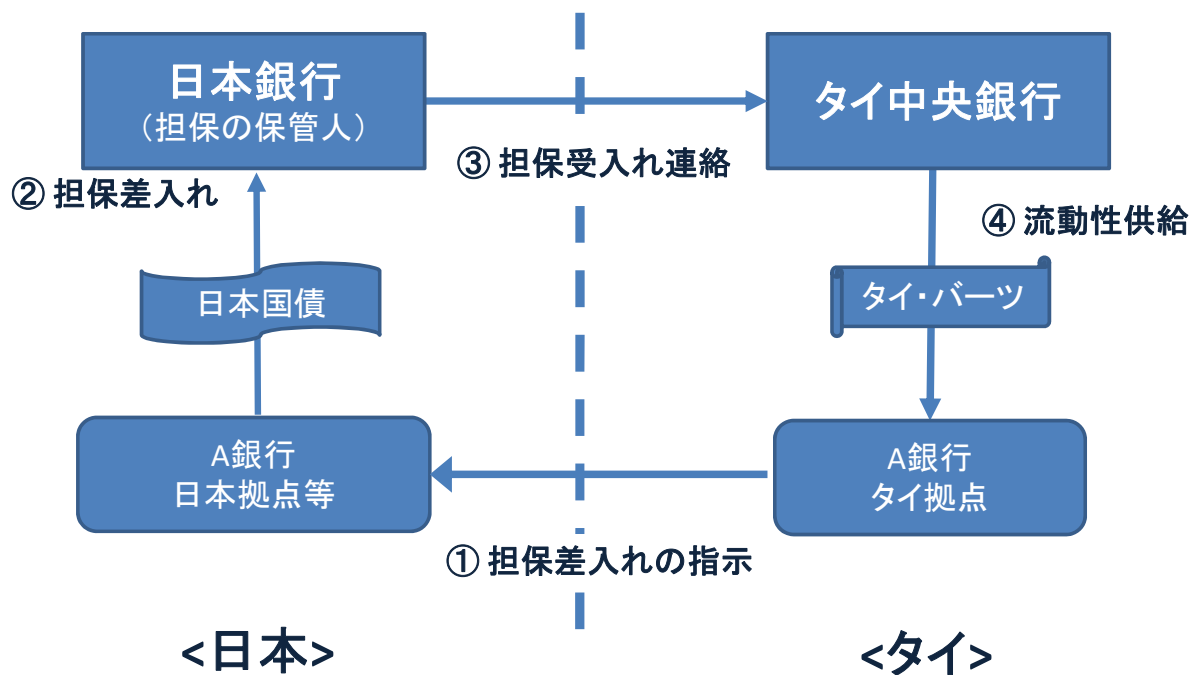 日本銀行
（担保の保管人）
タイ中央銀行
③ 担保受入れ連絡
② 担保差入れ
④ 流動性供給
日本国債
タイ・バーツ
A銀行
日本拠点等
A銀行
タイ拠点
① 担保差入れの指示
<日本>
<タイ>